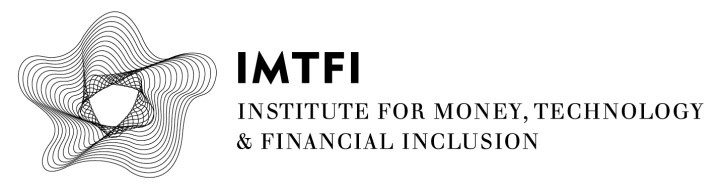 IMTFI
INSTITUTE FOR MONEY, TECHNOLOGY
& FINANCIAL INCLUSION